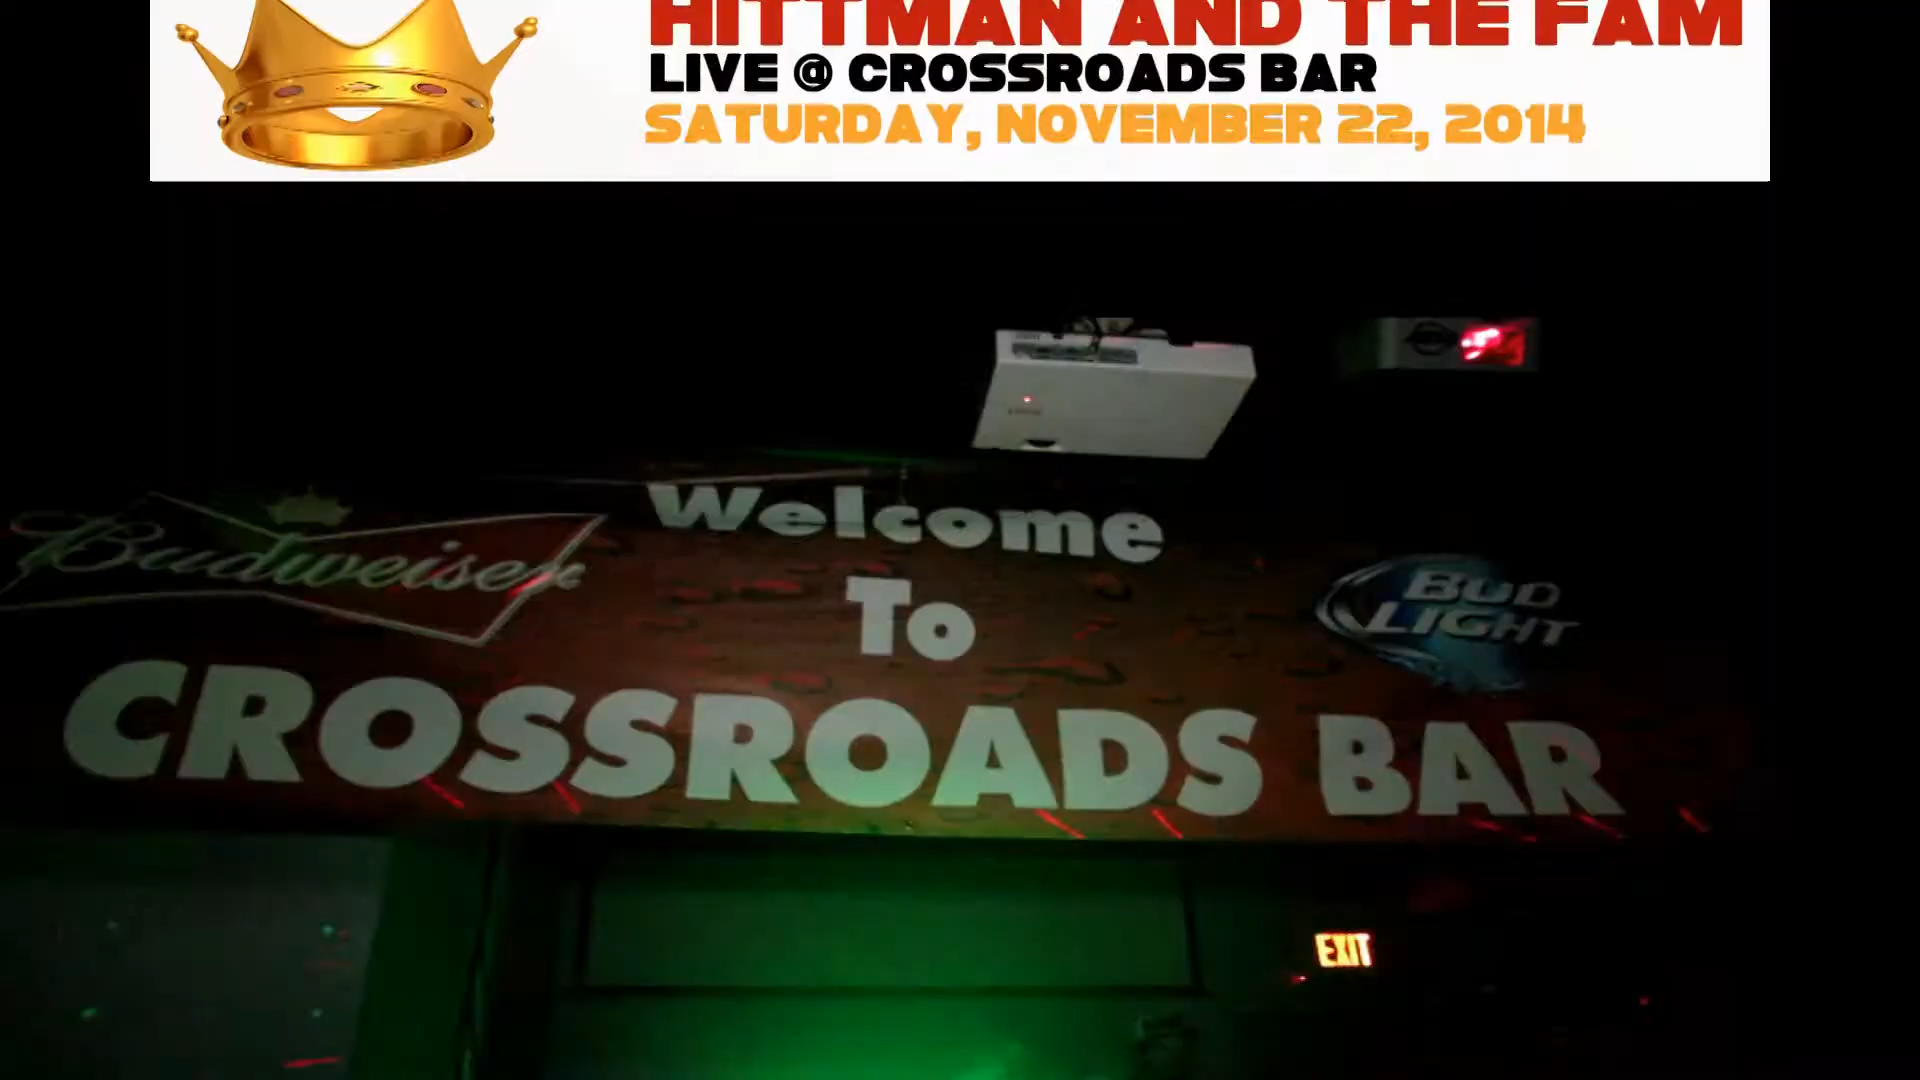 HITTMAN AND THE FAM
LIVE @ CROSSROADS BAR
SATURDAY, NOVEMBER 22, 2014
Welcome
To
CROSSROADS BAR
Budweiser
BUD
LIGHT
EXIT